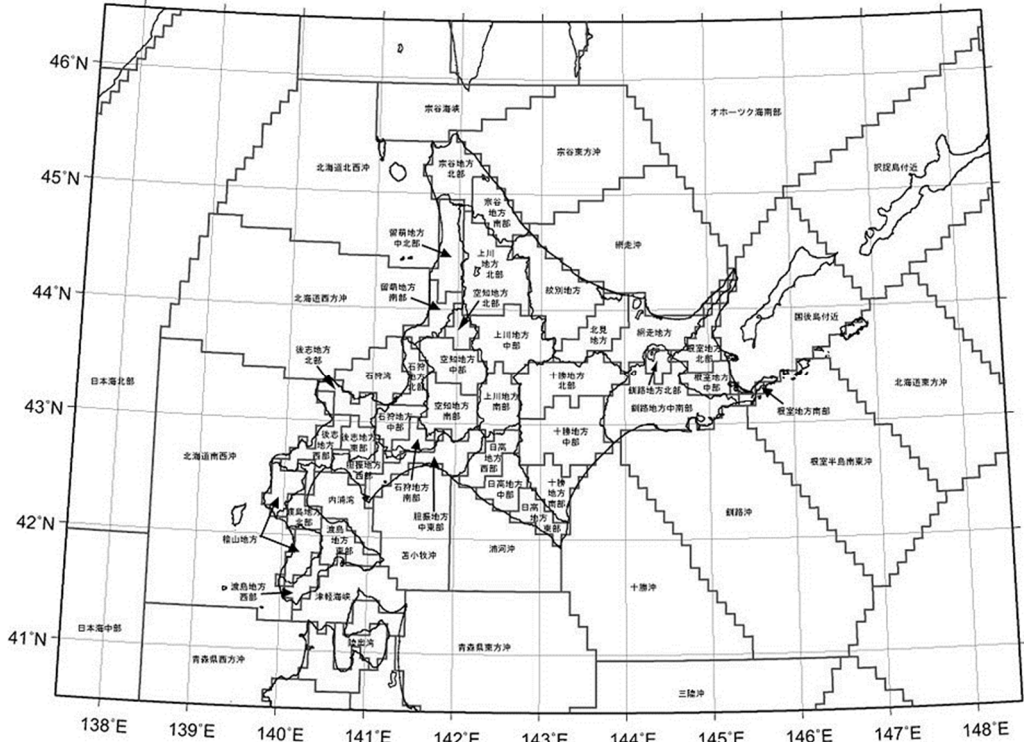 46°N
45°N
44°N
43°N
42°N
41°N
宗谷海峡
オホーツク海南部
北海道北西沖
宗谷地方
北部
宗谷東方沖
択捉島付近
宗谷
地方
南部
留萌地方
中北部
上川
地方
北部
網走沖
留萌地方
南部
空知地方
北部
紋別地方
北海道西方沖
国後島付近
上川地方
中部
北見
地方
網走地方
後志地方
北部
石狩湾
石狩
地方
北部
空知地方
中部
十勝地方
北部
根室地方
北部
根室地方
中部
日本海北部
北海道東方沖
釧路地方北部
上川地方
南部
空知地方
南部
釧路地方中南部
根室地方南部
石狩地方
中部
後志
地方
西部
後志地方
東部
十勝地方
中部
日高
地方
西部
北海道南西沖
胆振地方
西部
根室半島南東沖
石狩地方
南部
日高地方
中部
十勝
地方
南部
内浦湾
渡島地方
北部
胆振地方
中東部
日高
地方
東部
釧路沖
檜山地方
渡島
地方
東部
苫小牧沖
浦河沖
十勝沖
渡島地方
西部
津軽海峡
日本海中部
陸奥湾
青森県西方沖
青森県東方沖
三陸沖
138°E
139°E
140°E
141°E
142°E
143°E
144°E
145°E
146°E
147°E
148°E